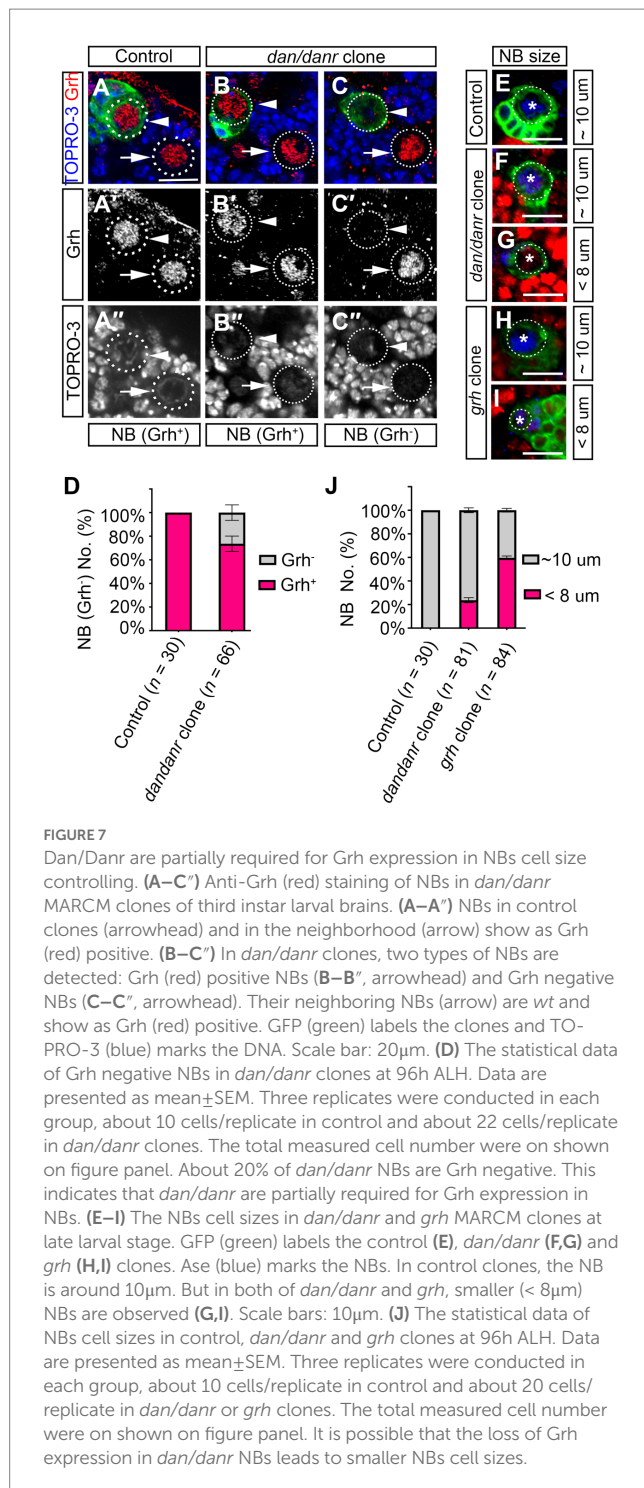 Control
dan/danr clone
NB size
TOPRO-3 Grh
A
B
C
Grh
A′
B′
C′
TOPRO-3
A″
B″
C″
NB (Grh⁺)
NB (Grh⁺)
NB (Grh⁻)
Control
E
~ 10 um
dan/danr clone
F
~ 10 um
G
< 8 um
grh clone
H
~ 10 um
I
< 8 um
D
NB (Grh⁻) No. (%)
100%
80%
60%
40%
20%
0%
Grh⁻
Grh⁺
Control (n = 30)
dandanr clone (n = 66)
J
NB No. (%)
100%
80%
60%
40%
20%
0%
~10 um
< 8 um
Control (n = 30)
dandanr clone (n = 81)
grh clone (n = 84)
FIGURE 7
Dan/Danr are partially required for Grh expression in NBs cell size
controlling. (A–C″) Anti-Grh (red) staining of NBs in dan/danr
MARCM clones of third instar larval brains. (A–A″) NBs in control
clones (arrowhead) and in the neighborhood (arrow) show as Grh
(red) positive. (B–C″) In dan/danr clones, two types of NBs are
detected: Grh (red) positive NBs (B–B″, arrowhead) and Grh negative
NBs (C–C″, arrowhead). Their neighboring NBs (arrow) are wt and
show as Grh (red) positive. GFP (green) labels the clones and TO-
PRO-3 (blue) marks the DNA. Scale bar: 20μm. (D) The statistical data
of Grh negative NBs in dan/danr clones at 96h ALH. Data are
presented as mean±SEM. Three replicates were conducted in each
group, about 10 cells/replicate in control and about 22 cells/replicate
in dan/danr clones. The total measured cell number were on shown
on figure panel. About 20% of dan/danr NBs are Grh negative. This
indicates that dan/danr are partially required for Grh expression in
NBs. (E–I) The NBs cell sizes in dan/danr and grh MARCM clones at
late larval stage. GFP (green) labels the control (E), dan/danr (F,G) and
grh (H,I) clones. Ase (blue) marks the NBs. In control clones, the NB
is around 10μm. But in both of dan/danr and grh, smaller (< 8μm)
NBs are observed (G,I). Scale bars: 10μm. (J) The statistical data of
NBs cell sizes in control, dan/danr and grh clones at 96h ALH. Data
are presented as mean±SEM. Three replicates were conducted in
each group, about 10 cells/replicate in control and about 20 cells/
replicate in dan/danr or grh clones. The total measured cell number
were on shown on figure panel. It is possible that the loss of Grh
expression in dan/danr NBs leads to smaller NBs cell sizes.